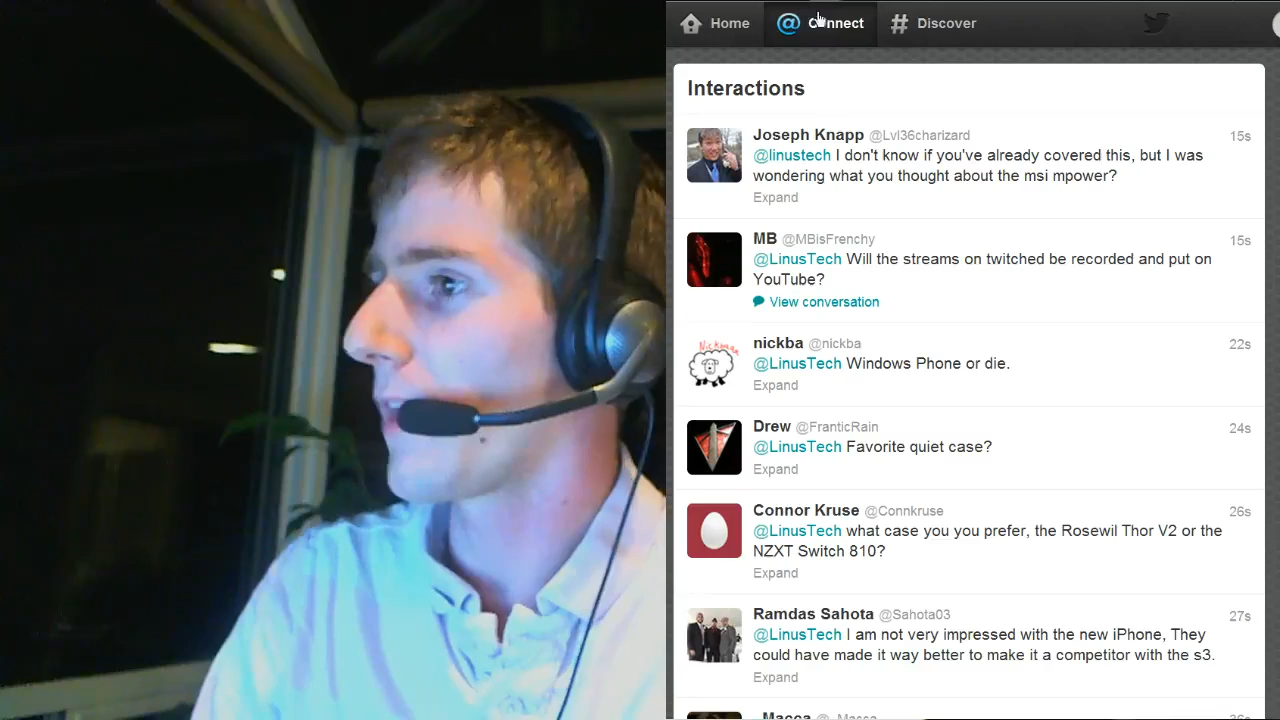 Home
Connect
Discover
Interactions
Joseph Knapp @Lvl36charizard 15s
@linustech I don't know if you've already covered this, but I was
wondering what you thought about the msi mpower?
Expand
MB @MBisFrenchy 15s
@LinusTech Will the streams on twitched be recorded and put on
YouTube?
View conversation
Nickman
nickba @nickba 22s
@LinusTech Windows Phone or die.
Expand
Drew @FranticRain 24s
@LinusTech Favorite quiet case?
Expand
Connor Kruse @Connkruse 26s
@LinusTech what case you you prefer, the Rosewil Thor V2 or the
NZXT Switch 810?
Expand
Ramdas Sahota @Sahota03 27s
@LinusTech I am not very impressed with the new iPhone, They
could have made it way better to make it a competitor with the s3.
Expand